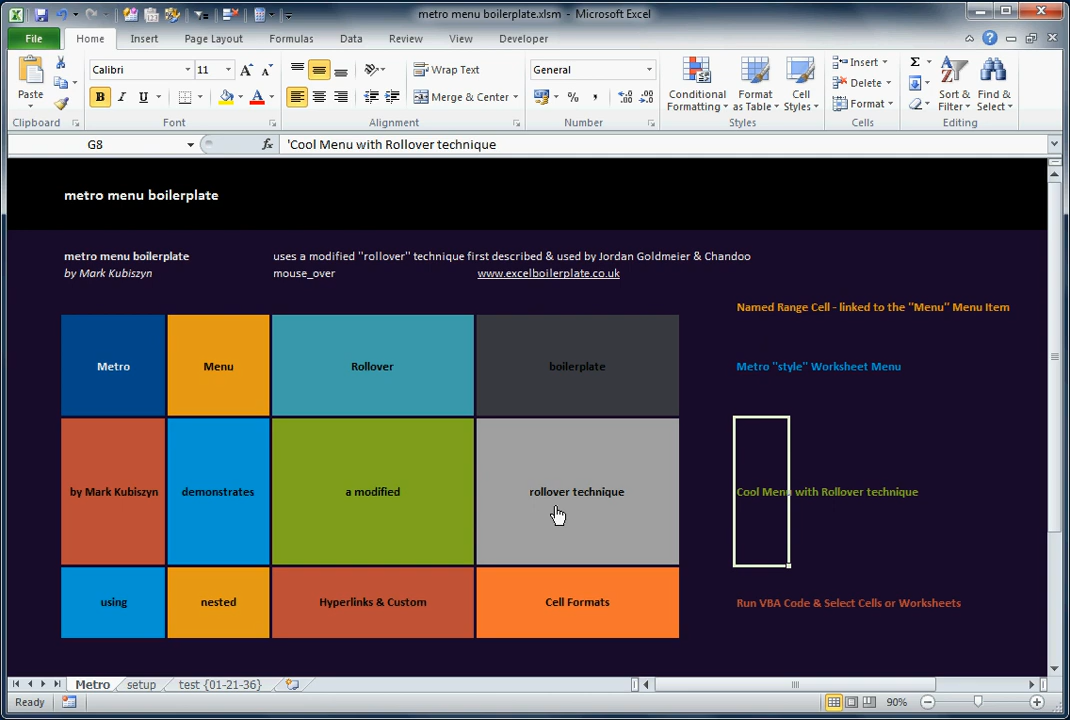 metro menu boilerplate.xlsm - Microsoft Excel
File Home Insert Page Layout Formulas Data Review View Developer
Calibri 11 Wrap Text General Insert Σ
Paste B I U Merge & Center % , Conditional Formatting Format as Table Cell Styles Delete Format Sort & Filter Find & Select
Clipboard Font Alignment Number Styles Cells Editing
G8 fx 'Cool Menu with Rollover technique
metro menu boilerplate
metro menu boilerplate uses a modified "rollover" technique first described & used by Jordan Goldmeier & Chandoo
by Mark Kubiszyn mouse_over www.excelboilerplate.co.uk
Named Range Cell - linked to the "Menu" Menu Item
Metro Menu Rollover boilerplate Metro "style" Worksheet Menu
by Mark Kubiszyn demonstrates a modified rollover technique Cool Menu with Rollover technique
using nested Hyperlinks & Custom Cell Formats Run VBA Code & Select Cells or Worksheets
Metro setup test {01-21-36}
Ready 90%